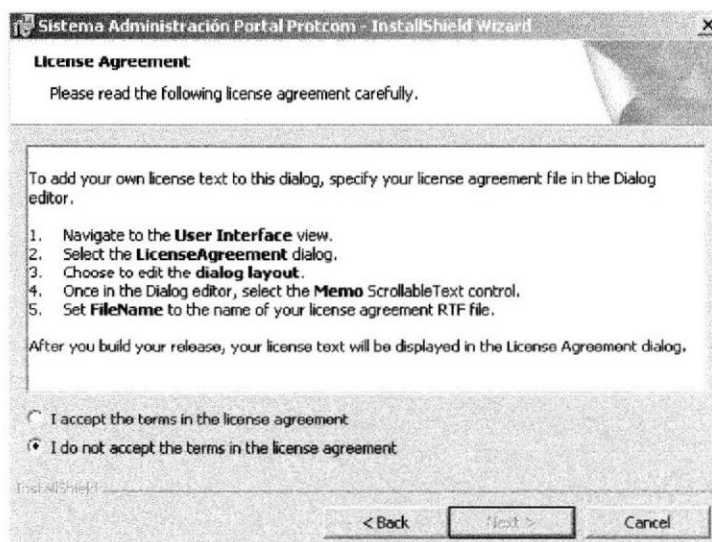 Sistema Administración Portal Protcom - InstallShield Wizard
License Agreement
Please read the following license agreement carefully.
To add your own license text to this dialog, specify your license agreement file in the Dialog
editor.
1. Navigate to the User Interface view.
2. Select the LicenseAgreement dialog.
3. Choose to edit the dialog layout.
4. Once in the Dialog editor, select the Memo ScrollableText control.
5. Set FileName to the name of your license agreement RTF file.
After you build your release, your license text will be displayed in the License Agreement dialog.
I accept the terms in the license agreement
I do not accept the terms in the license agreement
InstallShield
< Back Next > Cancel